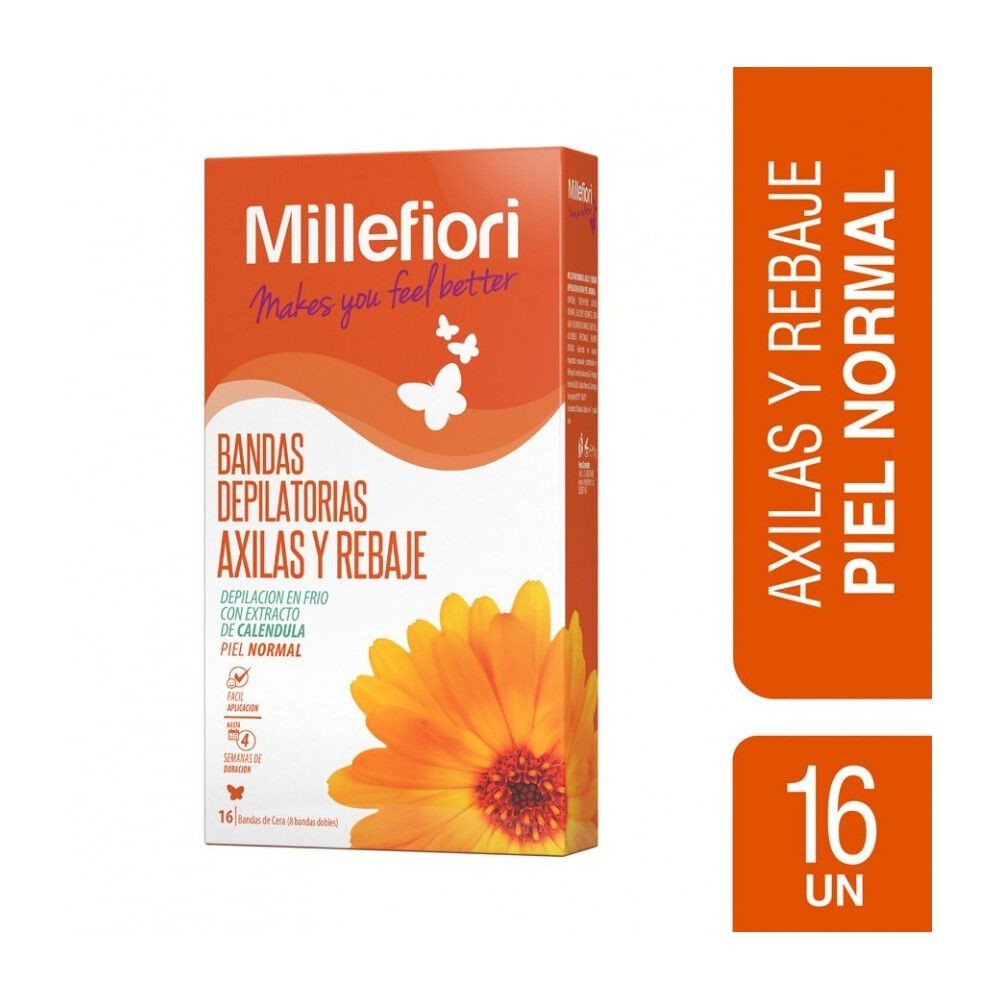 Millefiori
Makes you feel better
BANDAS
DEPILATORIAS
AXILAS Y REBAJE
DEPILACION EN FRIO
CON EXTRACTO
DE CALENDULA
PIEL NORMAL
FACIL
APLICACION
HASTA
4
SEMANAS DE
DURACION
16 Bandas de Cera (8 bandas dobles)
Millefiori
AXILAS Y REBAJE
PIEL NORMAL
16
UN